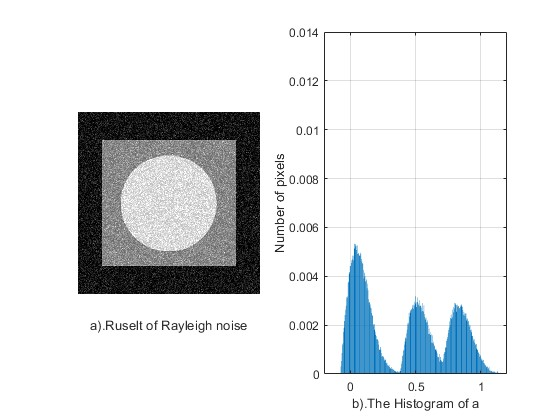 a).Ruselt of Rayleigh noise
Number of pixels
0.014
0.012
0.01
0.008
0.006
0.004
0.002
0
0 0.5 1
b).The Histogram of a